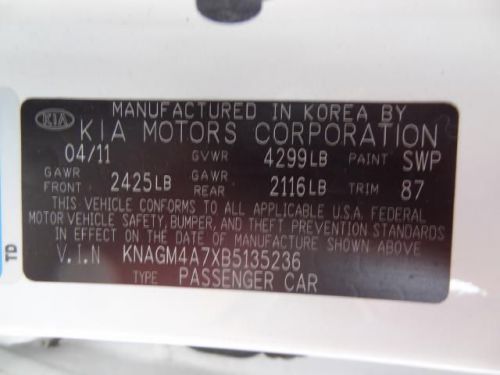 MANUFACTURED IN KOREA BY
KIA KIA MOTORS CORPORATION
04/11 GVWR 4299LB PAINT SWP
GAWR FRONT 2425LB GAWR REAR 2116LB TRIM 87
THIS VEHICLE CONFORMS TO ALL APPLICABLE U.S.A. FEDERAL
MOTOR VEHICLE SAFETY, BUMPER, AND THEFT PREVENTION STANDARDS
IN EFFECT ON THE DATE OF MANUFACTURE SHOWN ABOVE
V.I.N KNAGM4A7XB5135236
TYPE PASSENGER CAR
TD